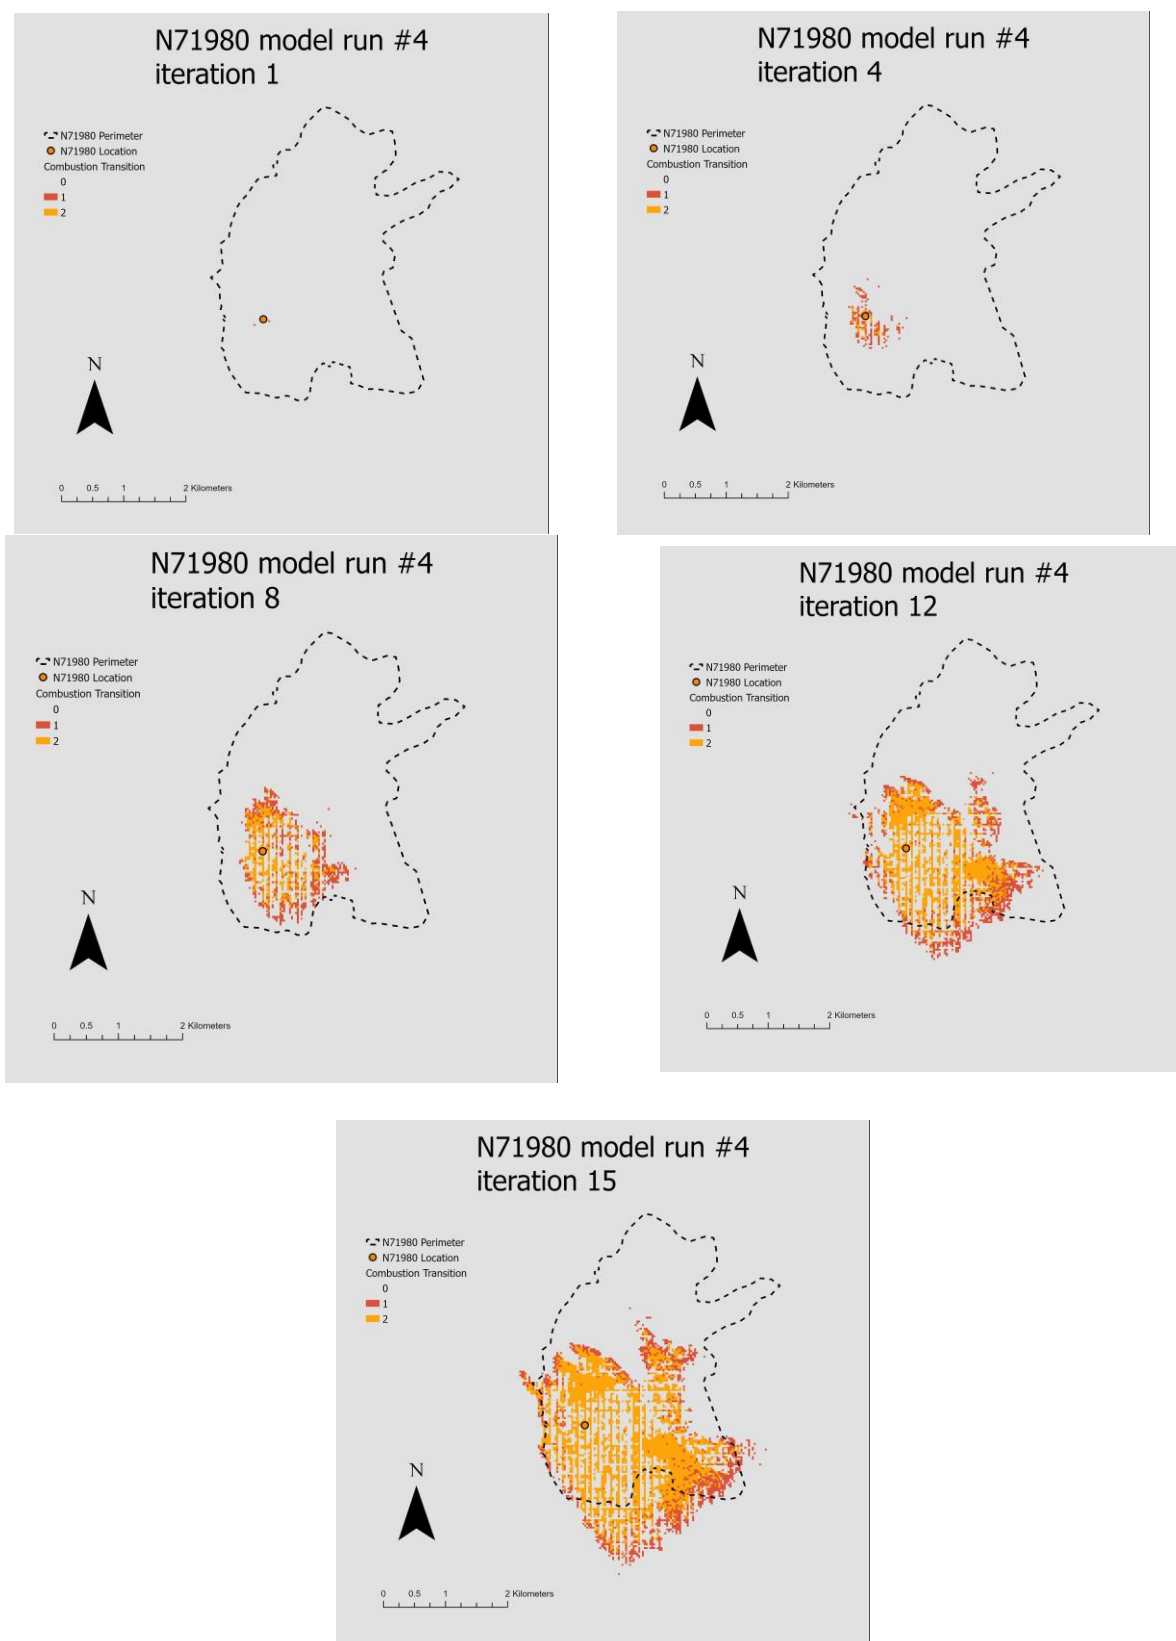 N71980 model run #4
iteration 1
N71980 Perimeter
N71980 Location
Combustion Transition
0
1
2
N
0 0.5 1 2 Kilometers
N71980 model run #4
iteration 4
N71980 Perimeter
N71980 Location
Combustion Transition
0
1
2
N
0 0.5 1 2 Kilometers
N71980 model run #4
iteration 8
N71980 Perimeter
N71980 Location
Combustion Transition
0
1
2
N
0 0.5 1 2 Kilometers
N71980 model run #4
iteration 12
N71980 Perimeter
N71980 Location
Combustion Transition
0
1
2
N
0 0.5 1 2 Kilometers
N71980 model run #4
iteration 15
N71980 Perimeter
N71980 Location
Combustion Transition
0
1
2
N
0 0.5 1 2 Kilometers